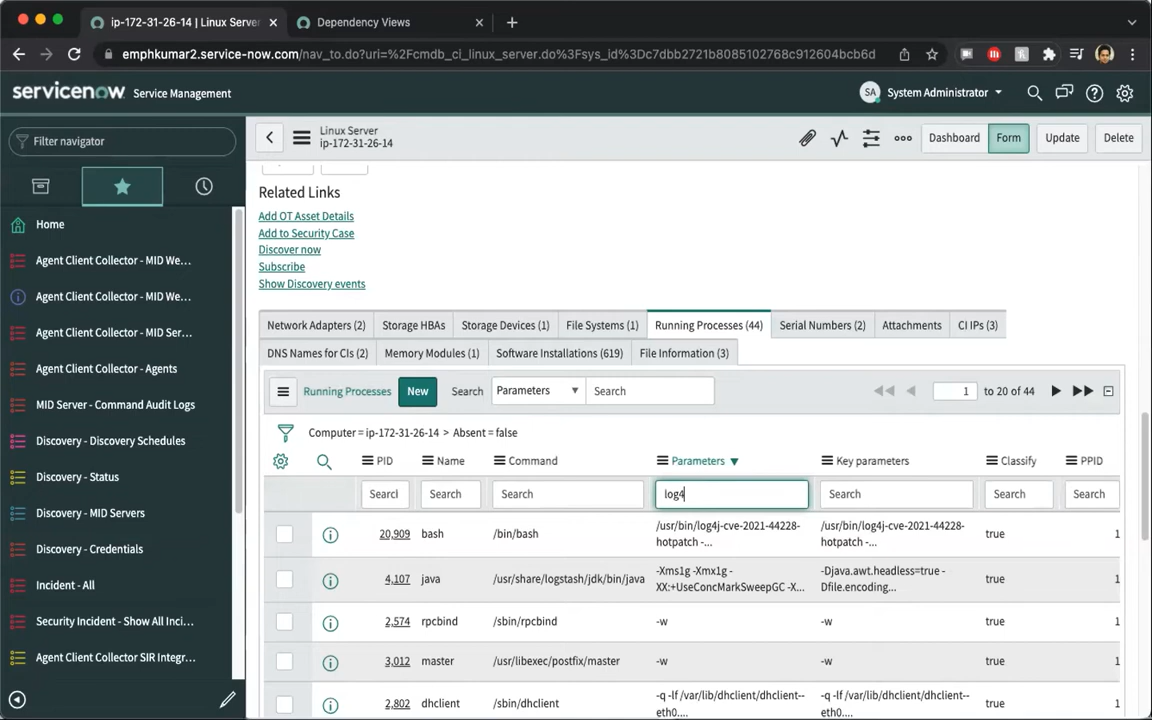 ip-172-31-26-14 | Linux Server
Dependency Views
emphkumar2.service-now.com/nav_to.do?uri=%2Fcmdb_ci_linux_server.do%3Fsys_id%3Dc7dbb2721b8085102768c912604bcb6d
servicenow Service Management
SA System Administrator
Filter navigator
Linux Server
ip-172-31-26-14
Dashboard Form Update Delete
Home
Agent Client Collector - MID We...
Agent Client Collector - MID We...
Agent Client Collector - MID Ser...
Agent Client Collector - Agents
MID Server - Command Audit Logs
Discovery - Discovery Schedules
Discovery - Status
Discovery - MID Servers
Discovery - Credentials
Incident - All
Security Incident - Show All Inci...
Agent Client Collector SIR Integr...
Related Links
Add OT Asset Details
Add to Security Case
Discover now
Subscribe
Show Discovery events
Network Adapters (2) Storage HBAs Storage Devices (1) File Systems (1) Running Processes (44) Serial Numbers (2) Attachments CI IPs (3)
DNS Names for CIs (2) Memory Modules (1) Software Installations (619) File Information (3)
Running Processes New Search Parameters Search 1 to 20 of 44
Computer = ip-172-31-26-14 > Absent = false
PID Name Command Parameters Key parameters Classify PPID
Search Search Search log4 Search Search Search
20,909 bash /bin/bash /usr/bin/log4j-cve-2021-44228-hotpatch -... /usr/bin/log4j-cve-2021-44228-hotpatch -... true 1
4,107 java /usr/share/logstash/jdk/bin/java -Xms1g -Xmx1g -XX:+UseConcMarkSweepGC -X... -Djava.awt.headless=true -Dfile.encoding... true 1
2,574 rpcbind /sbin/rpcbind -w -w true 1
3,012 master /usr/libexec/postfix/master -w -w true 1
2,802 dhclient /sbin/dhclient -q -lf /var/lib/dhclient/dhclient--eth0.... -q -lf /var/lib/dhclient/dhclient--eth0.... true 1